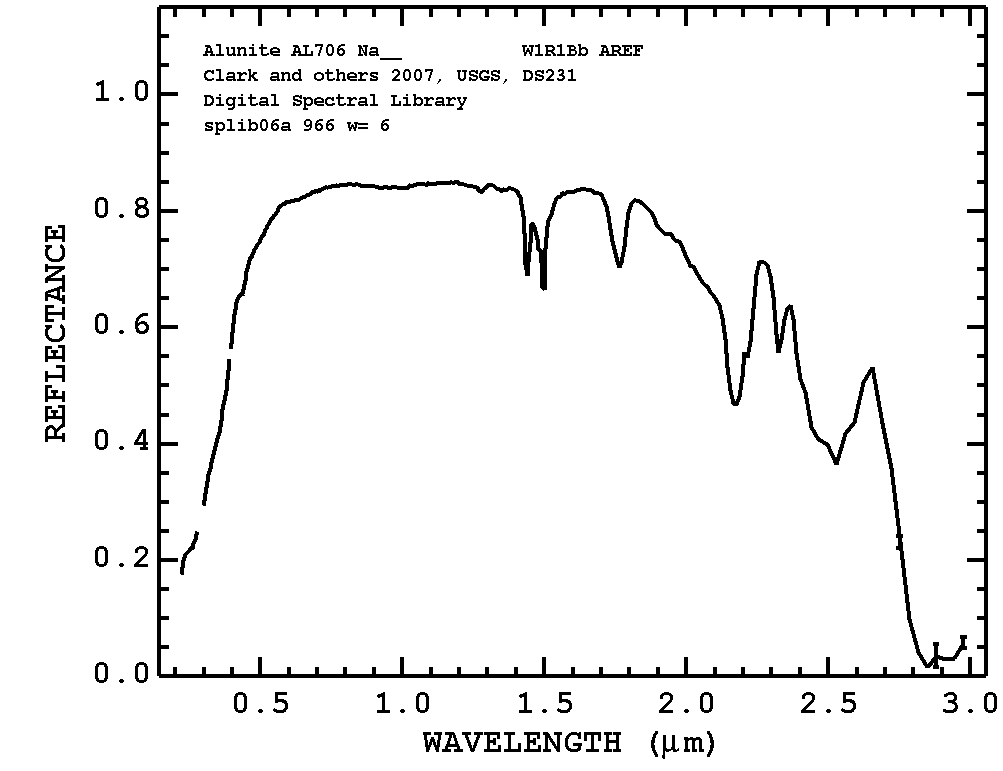 Alunite AL706 Na__ W1R1Bb AREF
Clark and others 2007, USGS, DS231
Digital Spectral Library
splib06a 966 w= 6
1.0
0.8
0.6
0.4
0.2
0.0
REFLECTANCE
0.5 1.0 1.5 2.0 2.5 3.0
WAVELENGTH (μm)